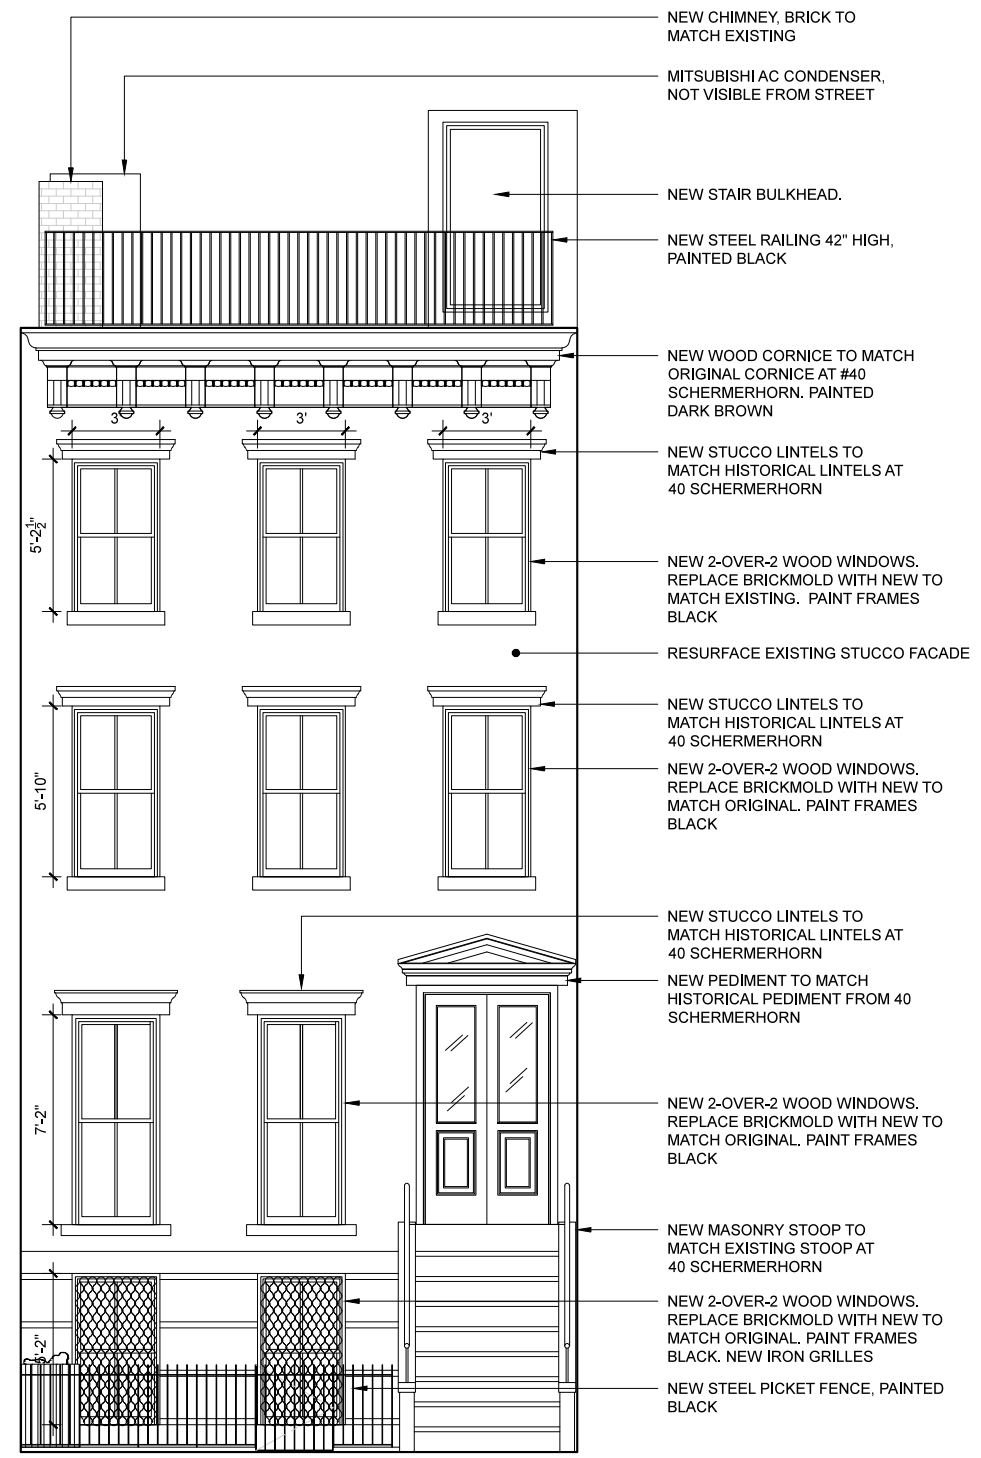 NEW CHIMNEY, BRICK TO
MATCH EXISTING
MITSUBISHI AC CONDENSER,
NOT VISIBLE FROM STREET
NEW STAIR BULKHEAD.
NEW STEEL RAILING 42" HIGH,
PAINTED BLACK
NEW WOOD CORNICE TO MATCH
ORIGINAL CORNICE AT #40
SCHERMERHORN. PAINTED
DARK BROWN
3'
3'
3'
NEW STUCCO LINTELS TO
MATCH HISTORICAL LINTELS AT
40 SCHERMERHORN
5'-2½"
NEW 2-OVER-2 WOOD WINDOWS.
REPLACE BRICKMOLD WITH NEW TO
MATCH EXISTING. PAINT FRAMES
BLACK
RESURFACE EXISTING STUCCO FACADE
NEW STUCCO LINTELS TO
MATCH HISTORICAL LINTELS AT
40 SCHERMERHORN
5'-10"
NEW 2-OVER-2 WOOD WINDOWS.
REPLACE BRICKMOLD WITH NEW TO
MATCH ORIGINAL. PAINT FRAMES
BLACK
NEW STUCCO LINTELS TO
MATCH HISTORICAL LINTELS AT
40 SCHERMERHORN
NEW PEDIMENT TO MATCH
HISTORICAL PEDIMENT FROM 40
SCHERMERHORN
7'-2"
NEW 2-OVER-2 WOOD WINDOWS.
REPLACE BRICKMOLD WITH NEW TO
MATCH ORIGINAL. PAINT FRAMES
BLACK
NEW MASONRY STOOP TO
MATCH EXISTING STOOP AT
40 SCHERMERHORN
NEW 2-OVER-2 WOOD WINDOWS.
REPLACE BRICKMOLD WITH NEW TO
MATCH ORIGINAL. PAINT FRAMES
BLACK. NEW IRON GRILLES
NEW STEEL PICKET FENCE, PAINTED
BLACK